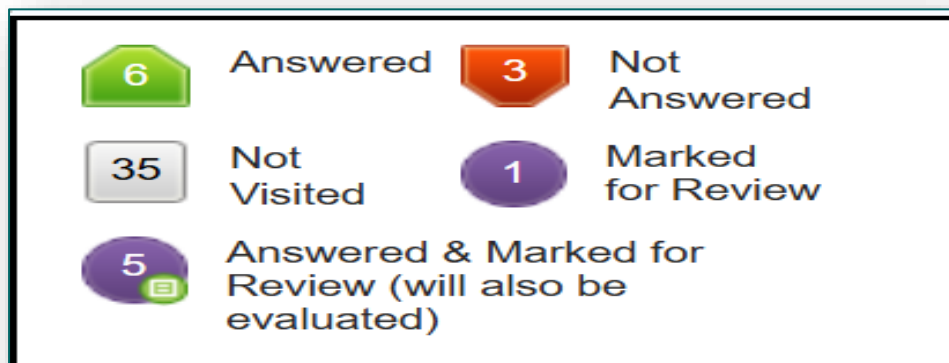 6 Answered
3 Not
Answered
35 Not
Visited
1 Marked
for Review
5 Answered & Marked for
Review (will also be
evaluated)